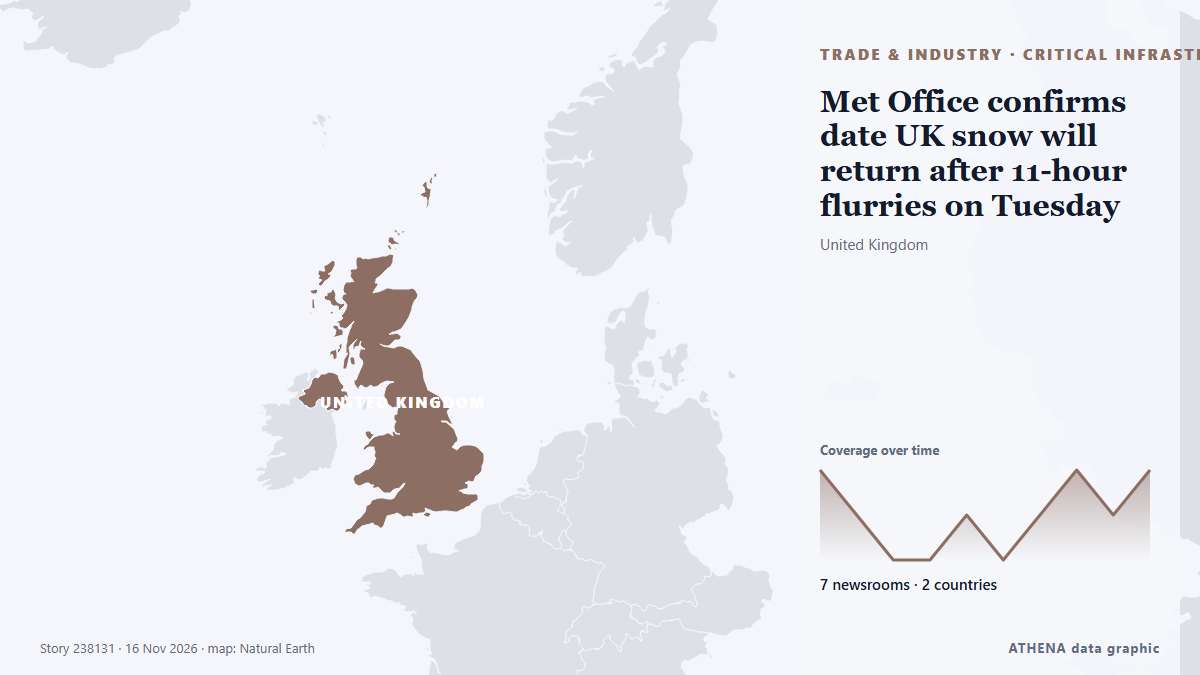 TRADE & INDUSTRY · CRITICAL
Met Office confirms
date UK snow will
return after 11-hour
flurries on Tuesday
United Kingdom
UNITED KINGDOM
Coverage over time
7 newsrooms · 2 countries
Story 238131 · 16 Nov 2026 · map: Natural Earth
ATHENA data graphic